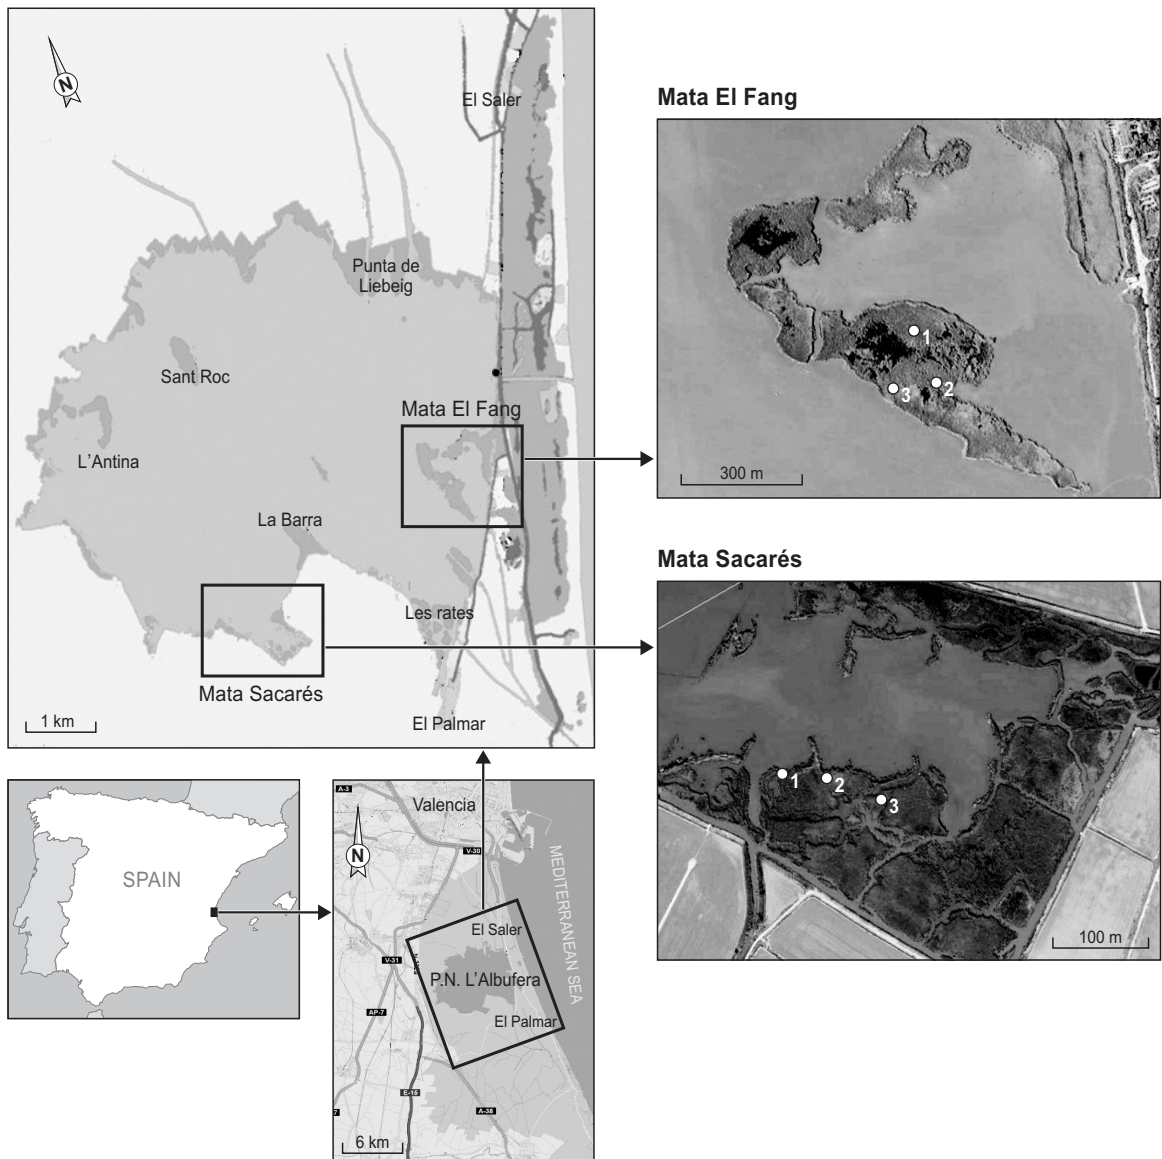 N
El Saler
Punta de
Liebeig
Sant Roc
Mata El Fang
L'Antina
La Barra
Les rates
Mata Sacarés
El Palmar
1 km
Mata El Fang
1
2
3
300 m
Mata Sacarés
1
2
3
100 m
SPAIN
A-3
Valencia
V-30
N
MEDITERRANEAN SEA
El Saler
V-31
P.N. L'Albufera
AP-7
El Palmar
E-15
A-38
6 km